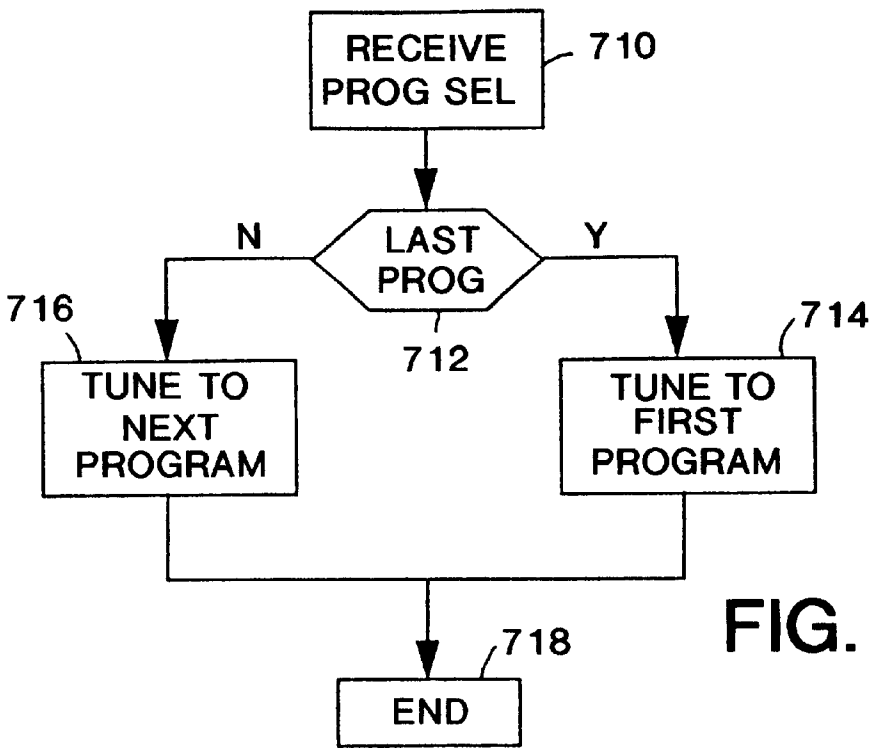 RECEIVE
PROG SEL
710
N
LAST
PROG
Y
712
716
TUNE TO
NEXT
PROGRAM
714
TUNE TO
FIRST
PROGRAM
718
END
FIG.